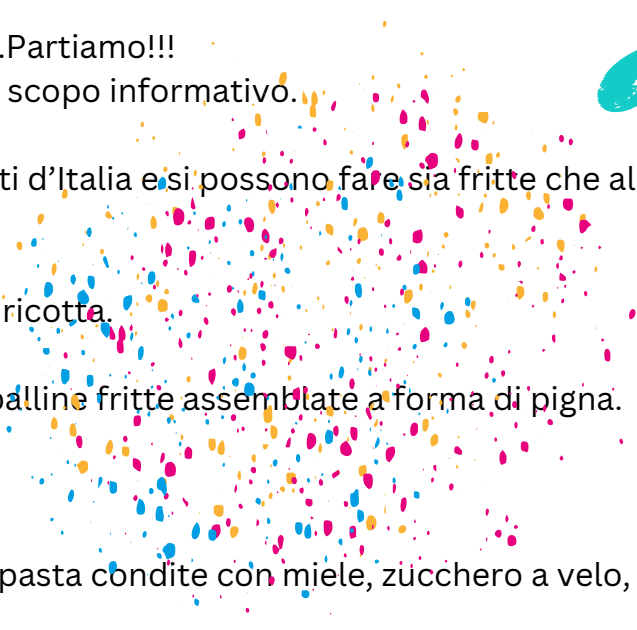 .Partiamo!!!
scopo informativo.
ti d’Italia e si possono fare sia fritte che al
ricotta.
palline fritte assemblate a forma di pigna.
pasta condite con miele, zucchero a velo,